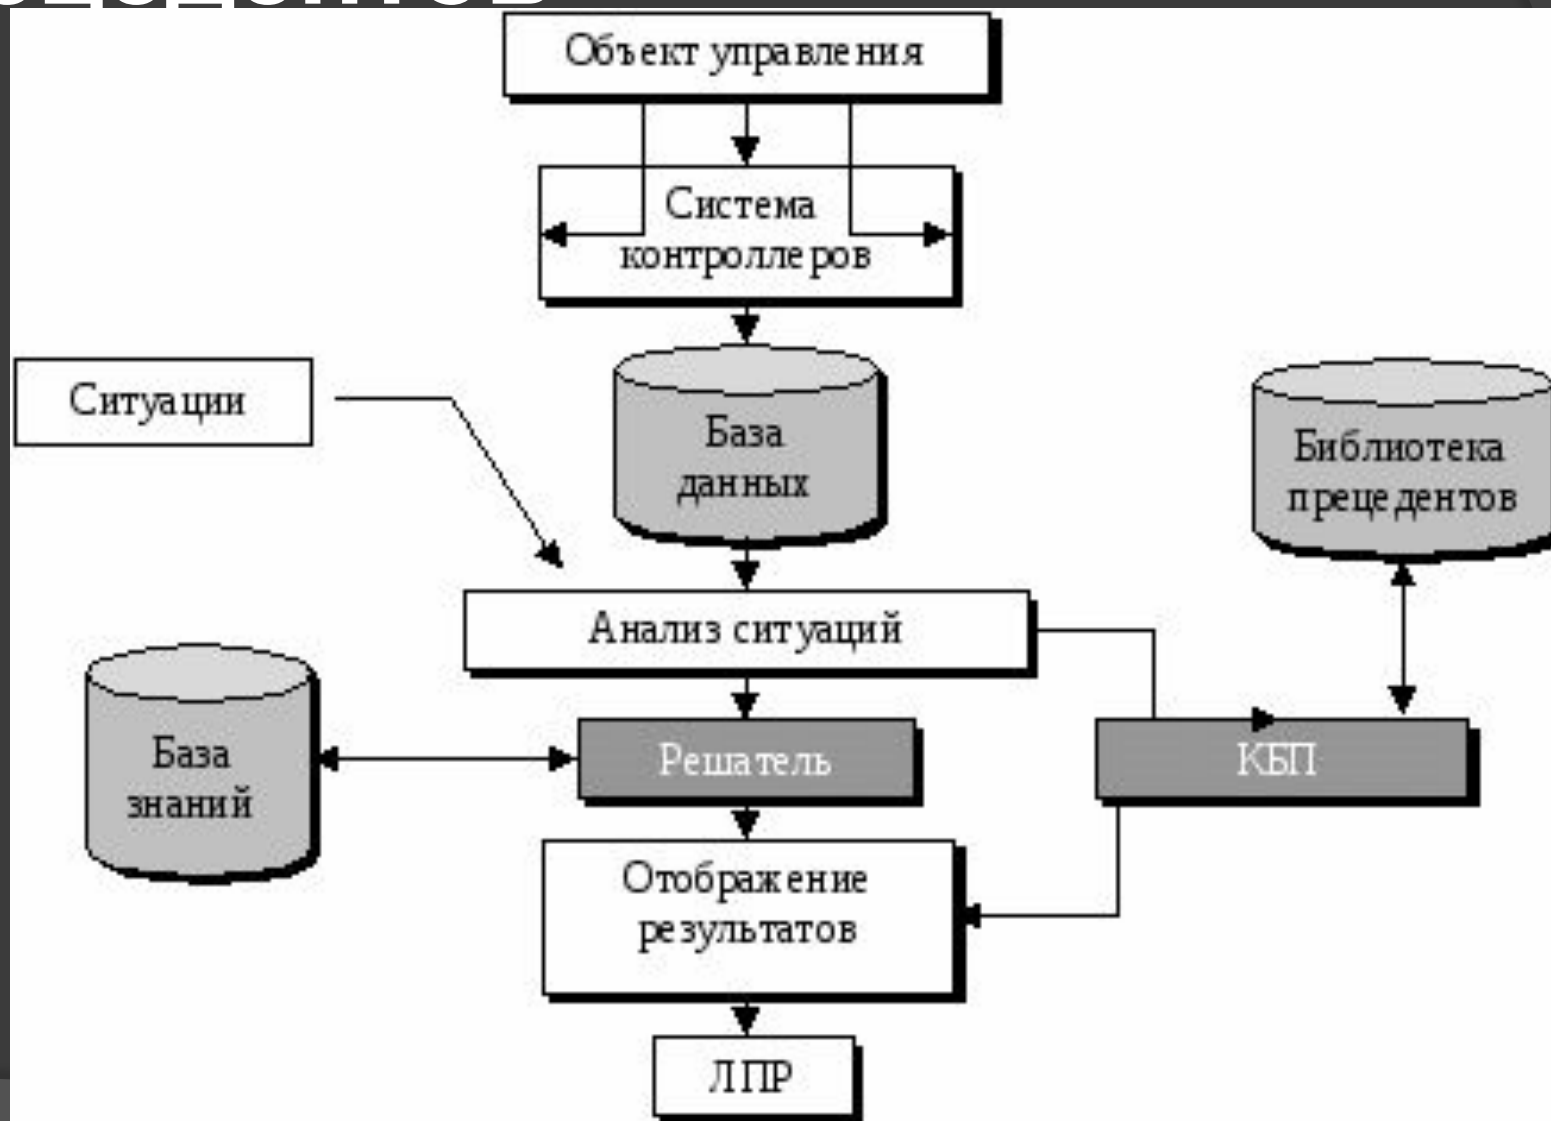 Объект управления
Система
контроллеров
Ситуации
База
данных
Библиотека
прецедентов
Анализ ситуаций
База
знаний
Решатель
КБП
Отображение
результатов
ЛПР